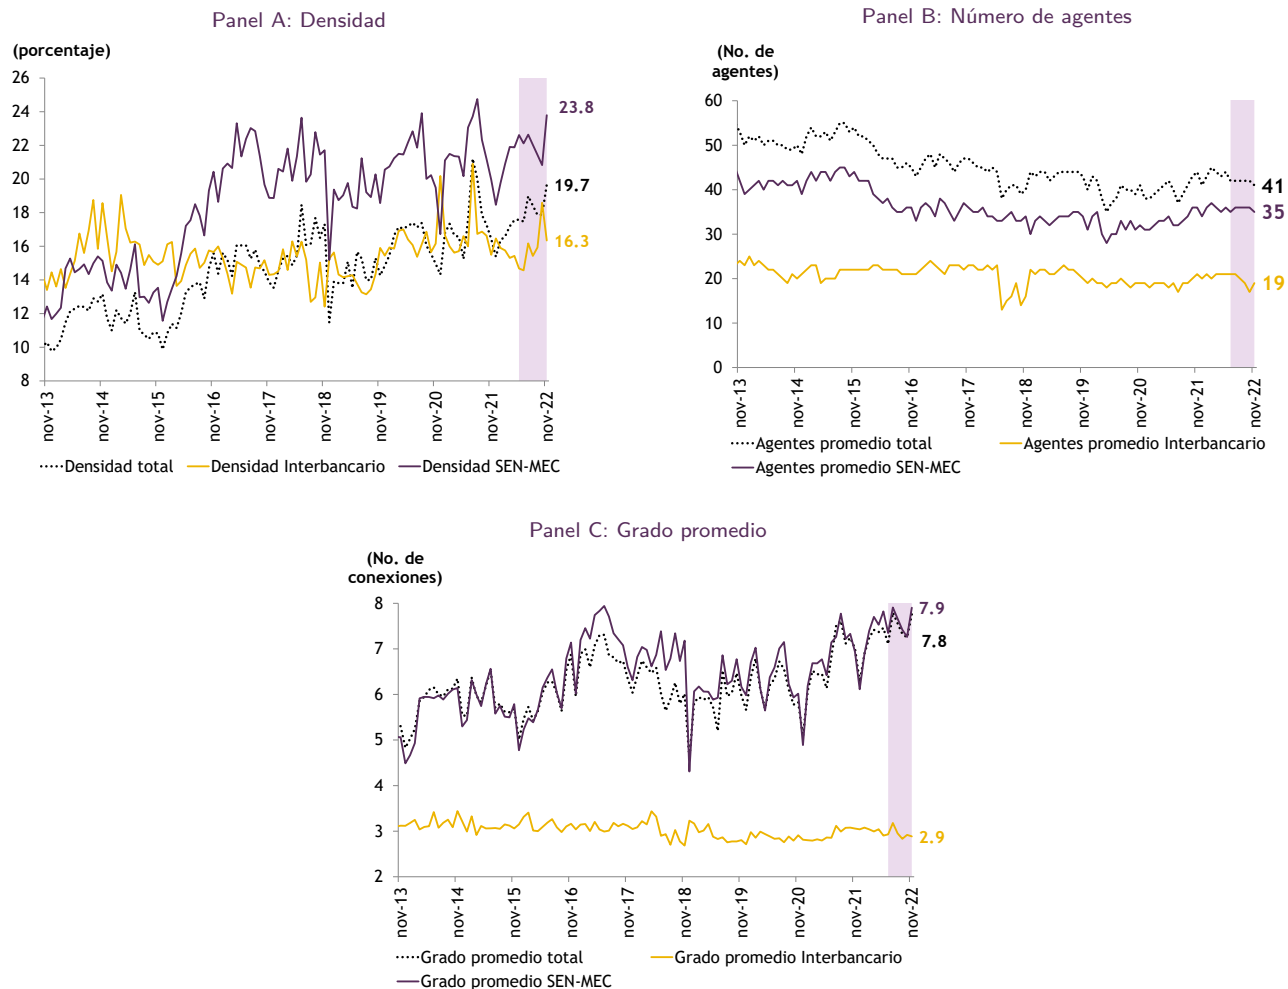 Panel A: Densidad
(porcentaje)
26
24
22
20
18
16
14
12
10
8
23.8
19.7
16.3
nov-13
nov-14
nov-15
nov-16
nov-17
nov-18
nov-19
nov-20
nov-21
nov-22
Densidad total
Densidad Interbancario
Densidad SEN-MEC
Panel B: Número de agentes
(No. de
agentes)
60
50
40
30
20
10
0
41
35
19
nov-13
nov-14
nov-15
nov-16
nov-17
nov-18
nov-19
nov-20
nov-21
nov-22
Agentes promedio total
Agentes promedio Interbancario
Agentes promedio SEN-MEC
Panel C: Grado promedio
(No. de
conexiones)
8
7
6
5
4
3
2
7.9
7.8
2.9
nov-13
nov-14
nov-15
nov-16
nov-17
nov-18
nov-19
nov-20
nov-21
nov-22
Grado promedio total
Grado promedio Interbancario
Grado promedio SEN-MEC